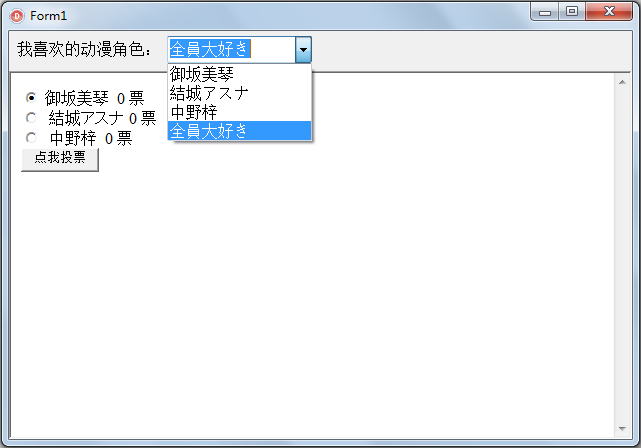 Form1
我喜欢的动漫角色： 全員大好き
御坂美琴
結城アスナ
中野梓
全員大好き
御坂美琴 0 票
結城アスナ 0 票
中野梓 0 票
点我投票